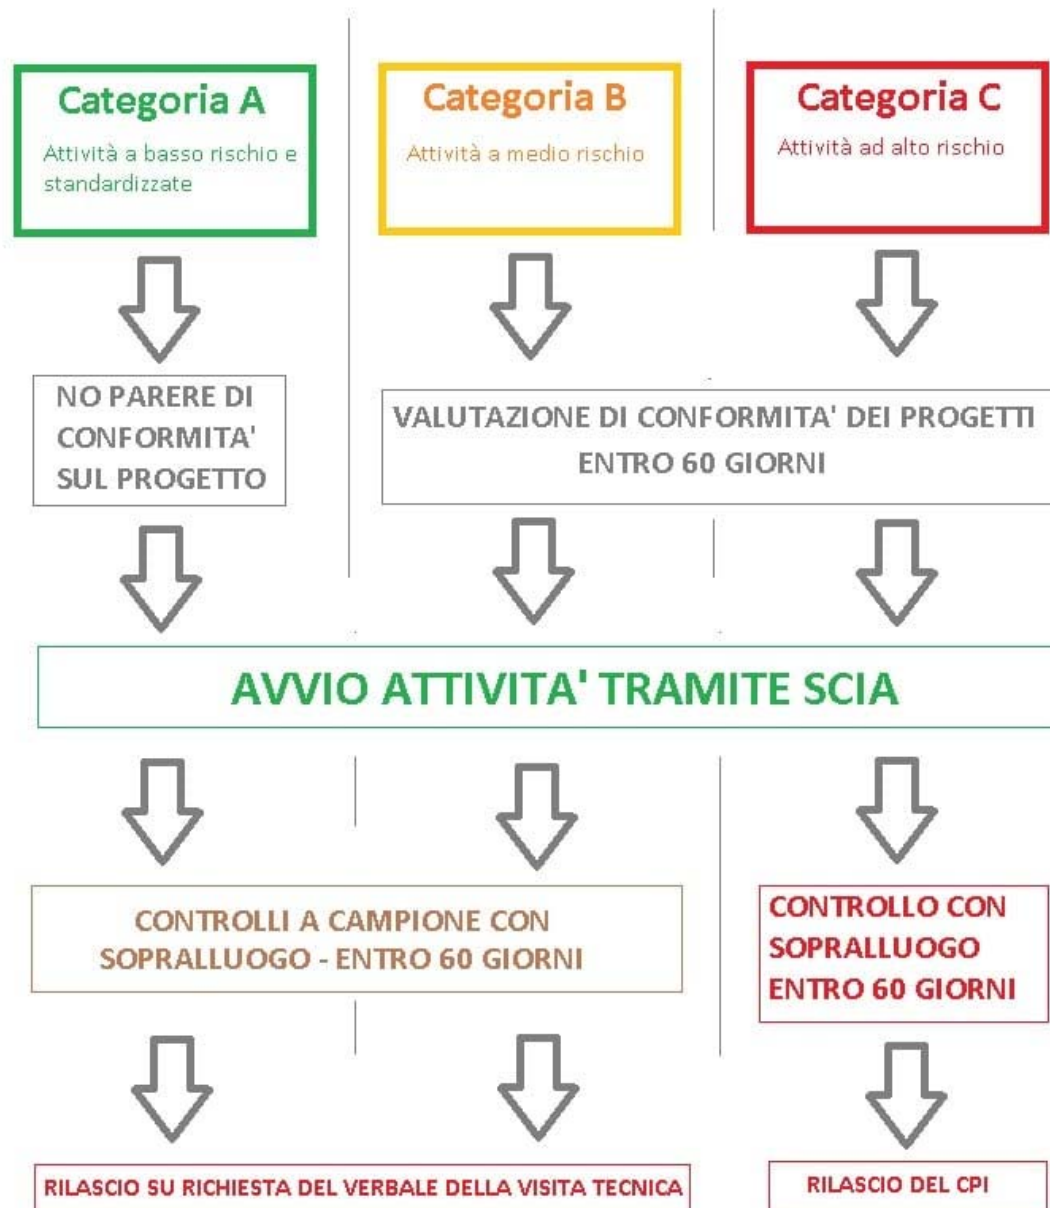 Categoria A
Attività a basso rischio e
standardizzate
Categoria B
Attività a medio rischio
Categoria C
Attività ad alto rischio
NO PARERE DI
CONFORMITA'
SUL PROGETTO
VALUTAZIONE DI CONFORMITA' DEI PROGETTI
ENTRO 60 GIORNI
AVVIO ATTIVITA' TRAMITE SCIA
CONTROLLI A CAMPIONE CON
SOPRALLUOGO - ENTRO 60 GIORNI
CONTROLLO CON
SOPRALLUOGO
ENTRO 60 GIORNI
RILASCIO SU RICHIESTA DEL VERBALE DELLA VISITA TECNICA
RILASCIO DEL CPI